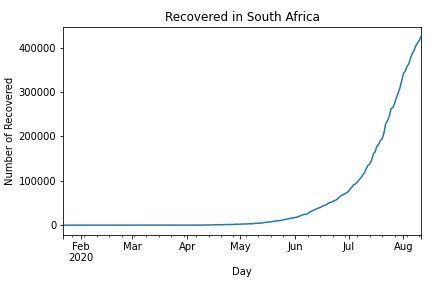 Recovered in South Africa
Number of Recovered
400000
300000
200000
100000
0
Feb Mar Apr May Jun Jul Aug
2020
Day